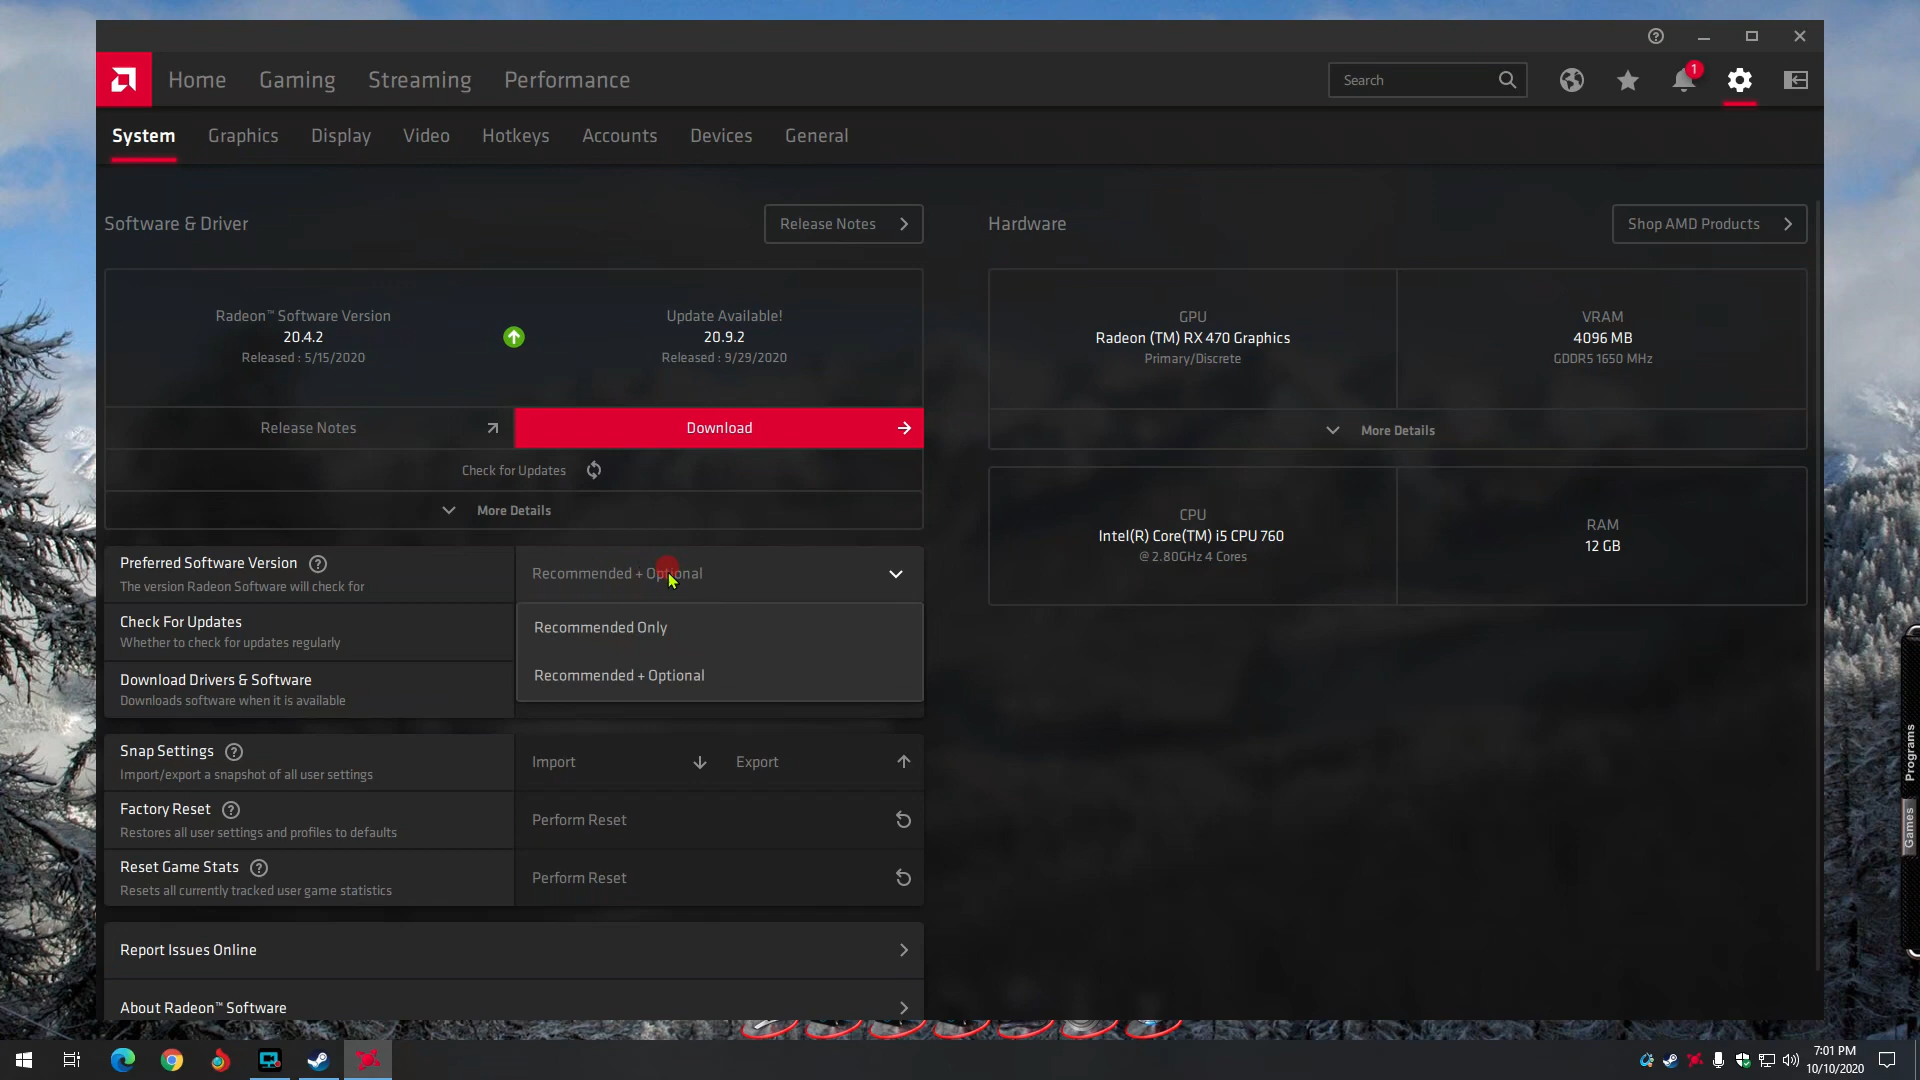 Home
Gaming
Streaming
Performance
Search
1
System
Graphics
Display
Video
Hotkeys
Accounts
Devices
General
Software & Driver
Release Notes
Radeon™ Software Version
20.4.2
Released : 5/15/2020
Update Available!
20.9.2
Released : 9/29/2020
Release Notes
Download
Check for Updates
More Details
Preferred Software Version
The version Radeon Software will check for
Recommended + Optional
Recommended Only
Recommended + Optional
Check For Updates
Whether to check for updates regularly
Download Drivers & Software
Downloads software when it is available
Snap Settings
Import/export a snapshot of all user settings
Import
Export
Factory Reset
Restores all user settings and profiles to defaults
Perform Reset
Reset Game Stats
Resets all currently tracked user game statistics
Perform Reset
Report Issues Online
About Radeon™ Software
Hardware
Shop AMD Products
GPU
Radeon (TM) RX 470 Graphics
Primary/Discrete
VRAM
4096 MB
GDDR5 1650 MHz
More Details
CPU
Intel(R) Core(TM) i5 CPU 760
@ 2.80GHz 4 Cores
RAM
12 GB
Programs
Games
7:01 PM
10/10/2020